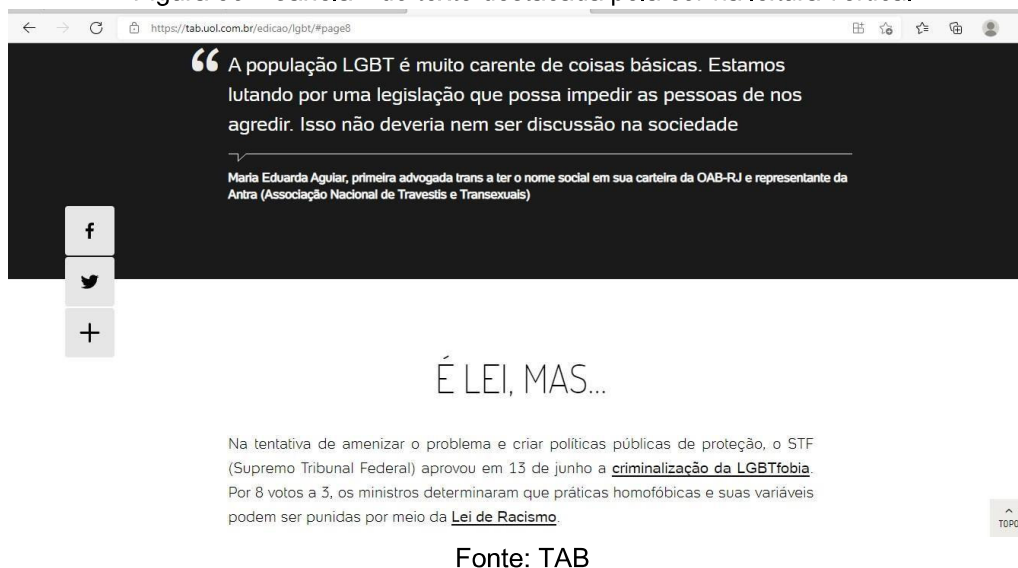 https://tab.uol.com.br/edicao/lgbt/#page8
“ A população LGBT é muito carente de coisas básicas. Estamos
lutando por uma legislação que possa impedir as pessoas de nos
agredir. Isso não deveria nem ser discussão na sociedade
Maria Eduarda Aguiar, primeira advogada trans a ter o nome social em sua carteira da OAB-RJ e representante da
Antra (Associação Nacional de Travestis e Transexuais)
É LEI, MAS...
Na tentativa de amenizar o problema e criar políticas públicas de proteção, o STF
(Supremo Tribunal Federal) aprovou em 13 de junho a criminalização da LGBTfobia.
Por 8 votos a 3, os ministros determinaram que práticas homofóbicas e suas variáveis
podem ser punidas por meio da Lei de Racismo.
TOPO
Fonte: TAB